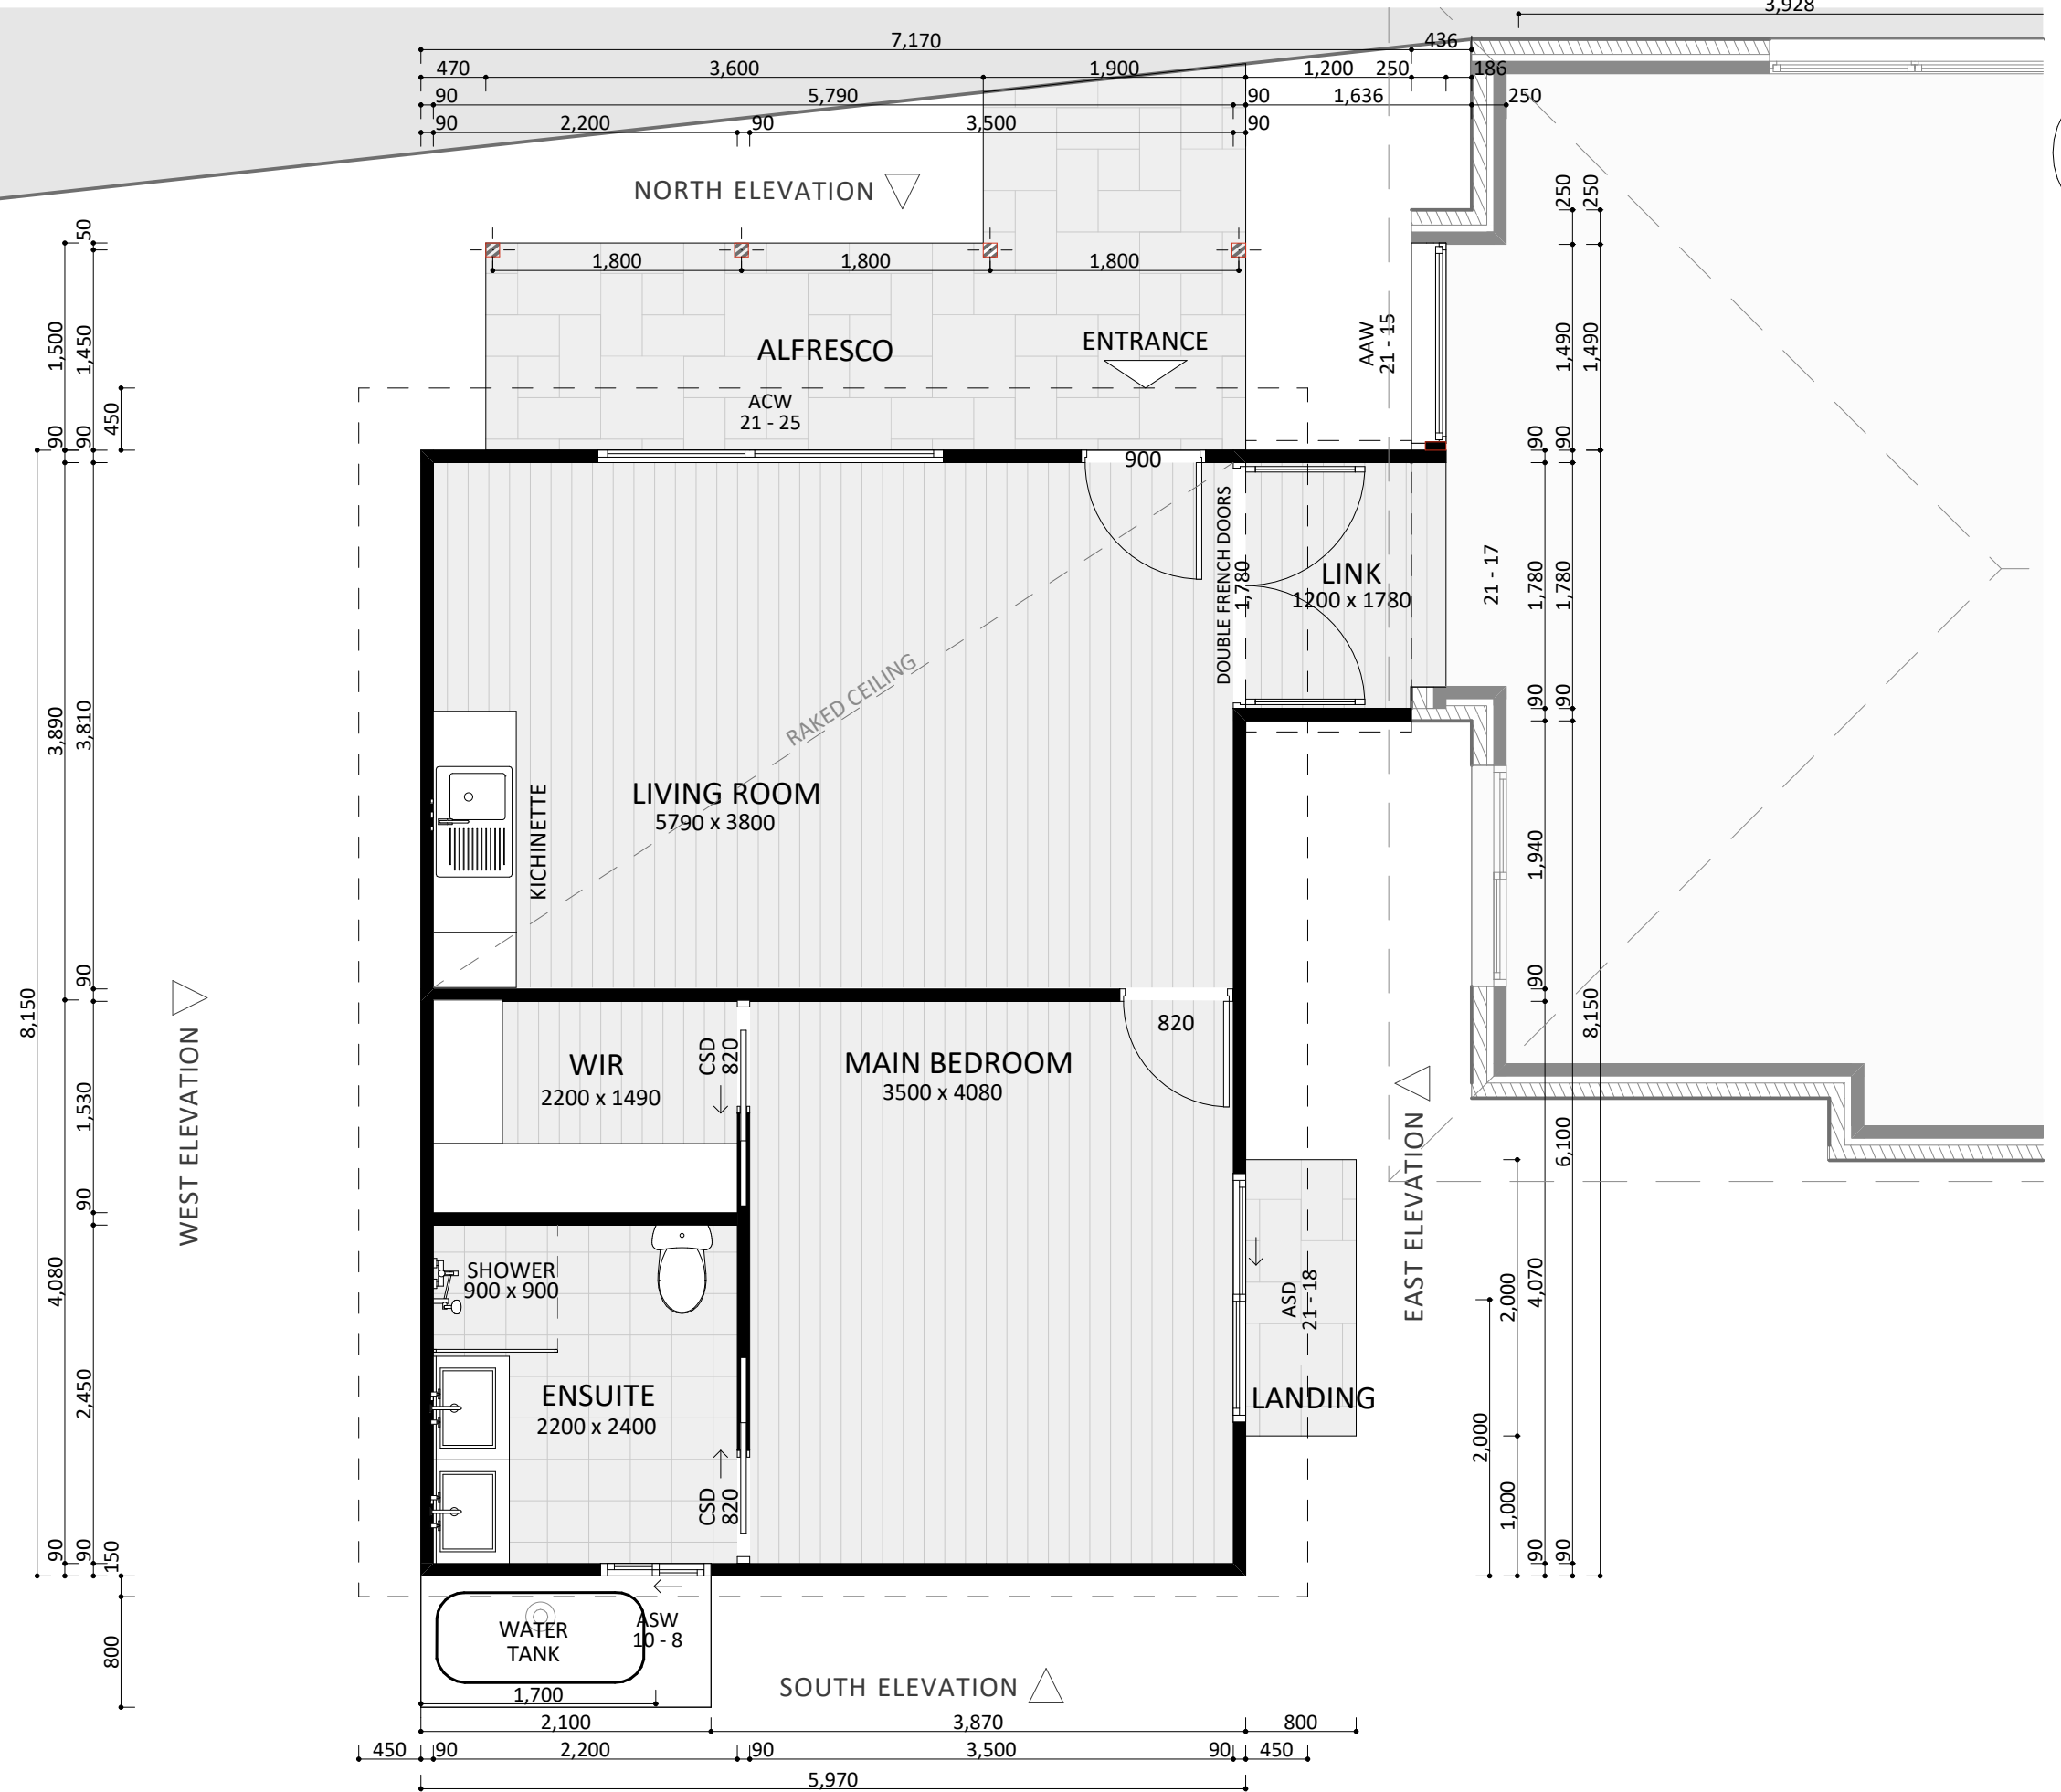 3,928
7,170
436
470
3,600
1,900
1,200
250
186
90
5,790
90
1,636
250
90
2,200
90
3,500
90
NORTH ELEVATION
50
1,500
1,450
450
90
90
250
250
1,800
1,800
1,800
ALFRESCO
ENTRANCE
ACW
21 - 25
AAW
21 - 15
1,490
1,490
90
90
900
DOUBLE FRENCH DOORS
1,780
LINK
1200 x 1780
21 - 17
1,780
1,780
90
90
3,890
3,810
RAKED CEILING
LIVING ROOM
5790 x 3800
KICHINETTE
1,940
90
90
8,150
WEST ELEVATION
820
WIR
2200 x 1490
CSD
820
MAIN BEDROOM
3500 x 4080
8,150
1,530
90
6,100
EAST ELEVATION
4,080
SHOWER
900 x 900
ASD
21 - 18
2,000
4,070
2,450
ENSUITE
2200 x 2400
LANDING
2,000
CSD
820
1,000
90
90
150
90
90
800
WATER
TANK
ASW
10 - 8
SOUTH ELEVATION
1,700
2,100
3,870
800
450
90
2,200
90
3,500
90
450
5,970